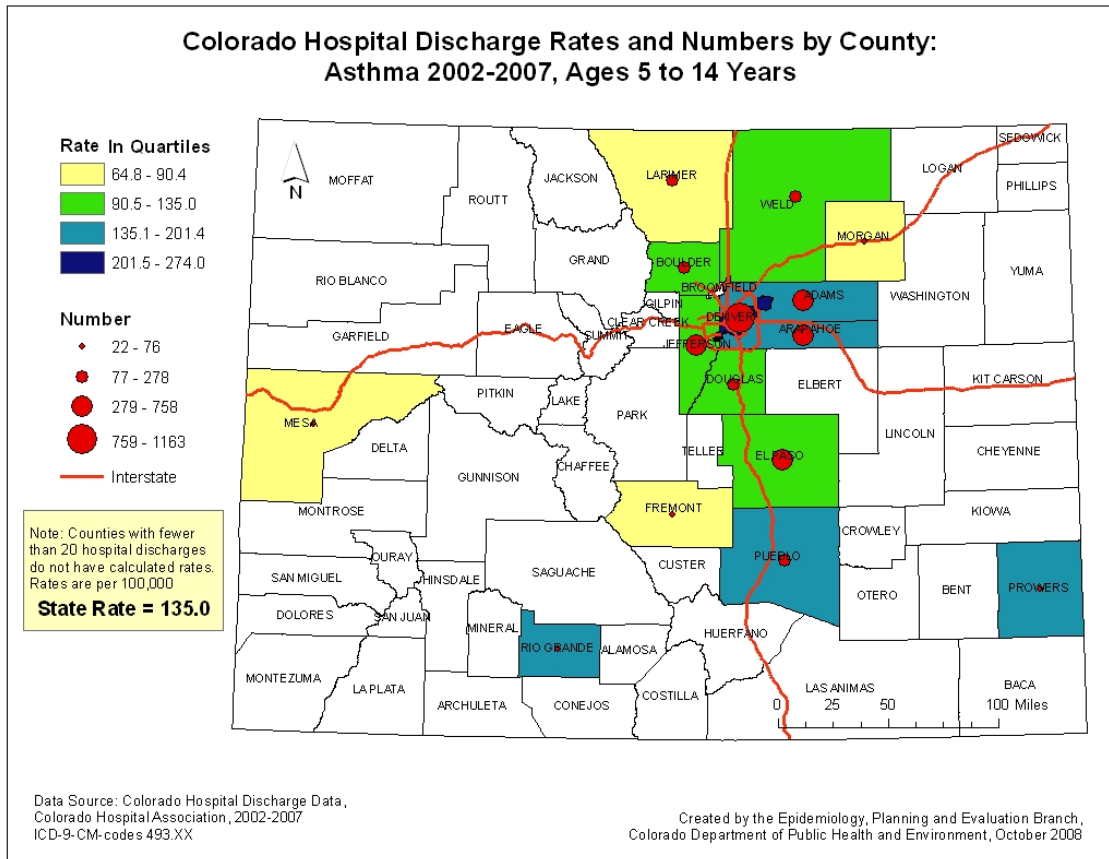 Colorado Hospital Discharge Rates and Numbers by County:
Asthma 2002-2007, Ages 5 to 14 Years
Rate In Quartiles
64.8 - 90.4
90.5 - 135.0
135.1 - 201.4
201.5 - 274.0
Number
22 - 76
77 - 278
279 - 758
759 - 1163
Interstate
Note: Counties with fewer
than 20 hospital discharges
do not have calculated rates.
Rates are per 100,000
State Rate = 135.0
N
MOFFAT
ROUTT
JACKSON
LARIMER
WELD
LOGAN
SEDGWICK
PHILLIPS
MORGAN
YUMA
WASHINGTON
RIO BLANCO
GRAND
BOULDER
BROOMFIELD
GILPIN
CLEAR CREEK
DENVER
ADAMS
ARAPAHOE
JEFFERSON
GARFIELD
EAGLE
SUMMIT
DOUGLAS
ELBERT
KIT CARSON
MESA
PITKIN
LAKE
PARK
TELLER
EL PASO
LINCOLN
CHEYENNE
DELTA
GUNNISON
CHAFFEE
FREMONT
MONTROSE
CROWLEY
KIOWA
OURAY
SAN MIGUEL
HINSDALE
SAGUACHE
CUSTER
PUEBLO
OTERO
BENT
PROWERS
DOLORES
SAN JUAN
MINERAL
RIO GRANDE
ALAMOSA
HUERFANO
MONTEZUMA
LA PLATA
ARCHULETA
CONEJOS
COSTILLA
LAS ANIMAS
BACA
0 25 50 100 Miles
Data Source: Colorado Hospital Discharge Data,
Colorado Hospital Association, 2002-2007
ICD-9-CM-codes 493.XX
Created by the Epidemiology, Planning and Evaluation Branch,
Colorado Department of Public Health and Environment, October 2008